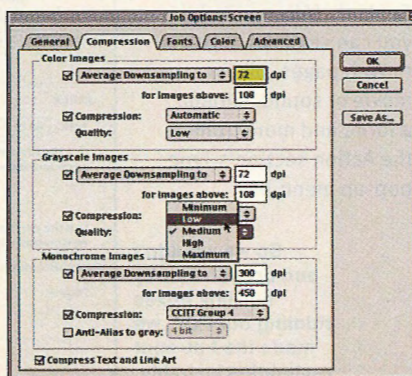 Job Options: Screen
General
Compression
Fonts
Color
Advanced
OK
Cancel
Save As...
Color Images
Average Downsampling to 72 dpi
for images above: 108 dpi
Compression: Automatic
Quality: Low
Grayscale Images
Average Downsampling to 72 dpi
for images above: 108 dpi
Compression:
Quality:
Minimum
Low
✓ Medium
High
Maximum
Monochrome Images
Average Downsampling to 300 dpi
for images above: 450 dpi
Compression: CCITT Group 4
Anti-Alias to gray: 4 bit
Compress Text and Line Art